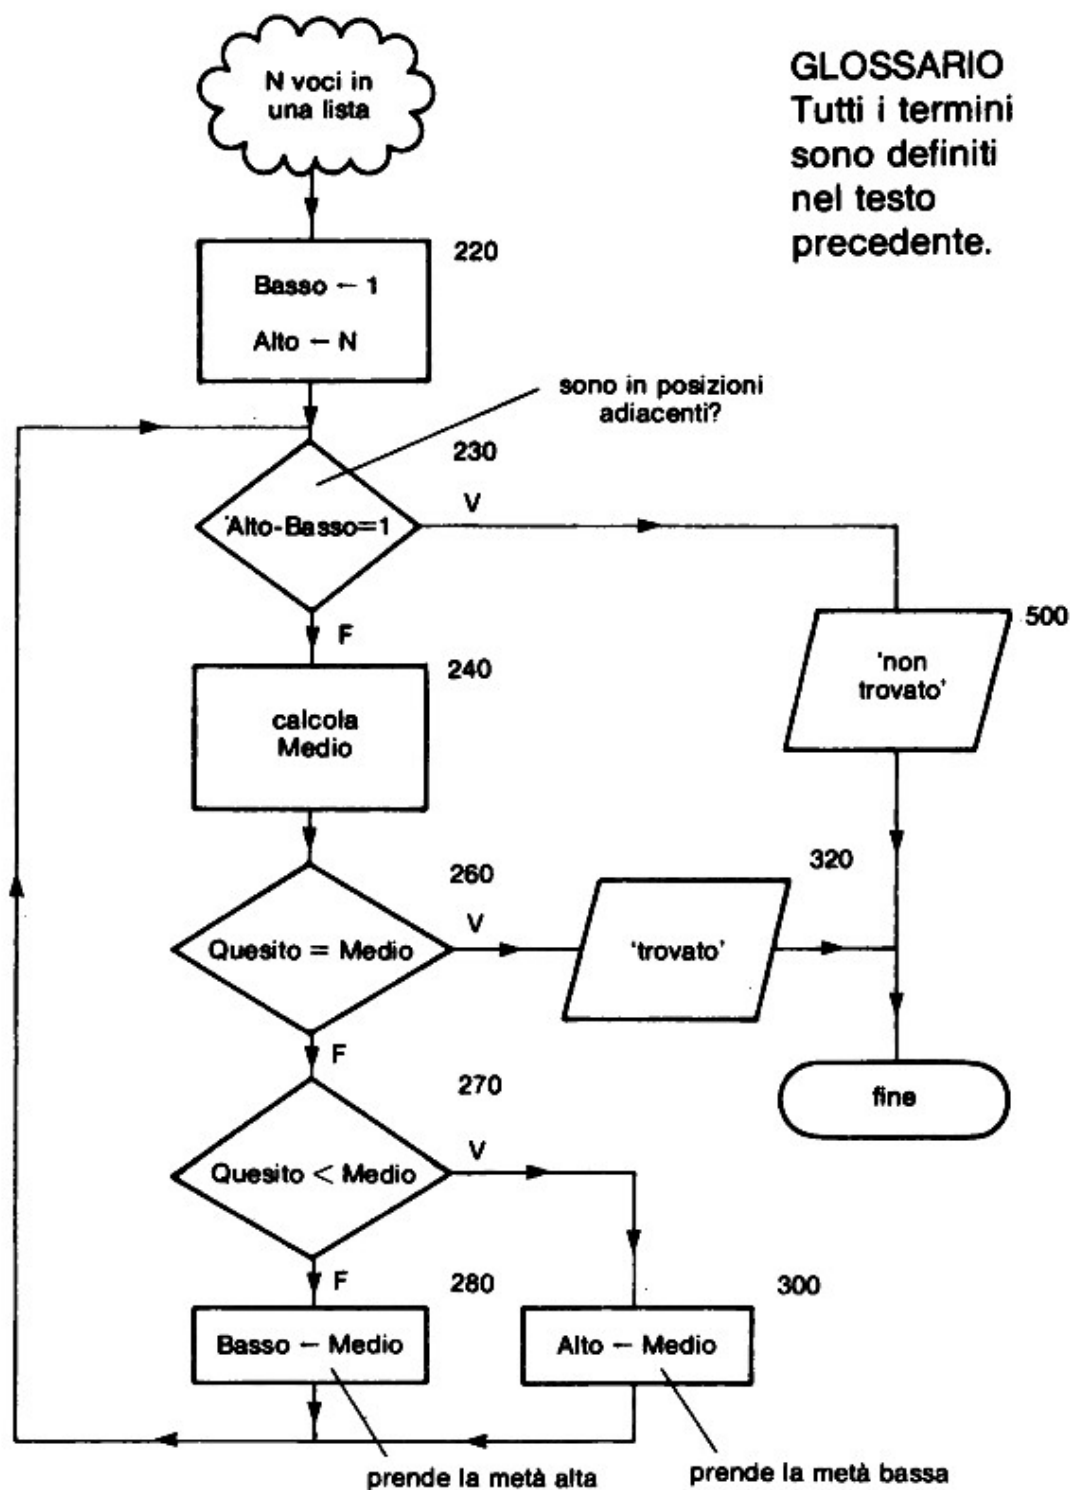 N voci in
una lista
GLOSSARIO
Tutti i termini
sono definiti
nel testo
precedente.
220
Basso ← 1
Alto ← N
sono in posizioni
adiacenti?
230
V
Alto-Basso=1
F
500
'non
trovato'
240
calcola
Medio
320
260
V
Quesito = Medio
'trovato'
F
270
fine
V
Quesito < Medio
F
280
300
Basso ← Medio
Alto ← Medio
prende la metà alta
prende la metà bassa